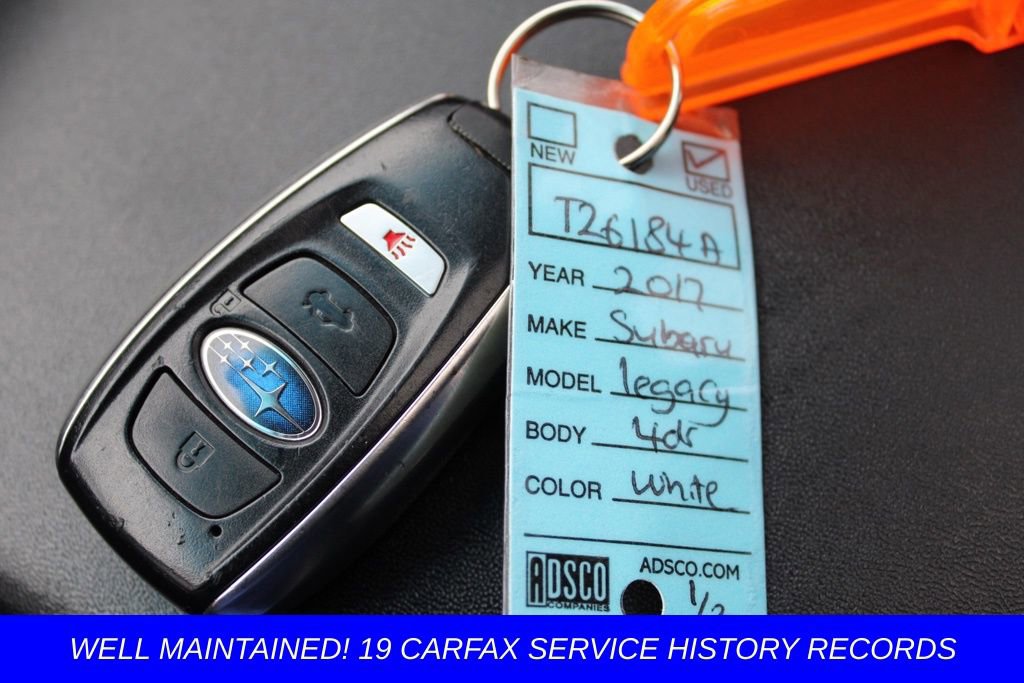 NEW
USED
T26184A
YEAR 2017
MAKE Subaru
MODEL legacy
BODY 4dr
COLOR White
ADSCO
COMPANIES
ADSCO.COM
1/2
WELL MAINTAINED! 19 CARFAX SERVICE HISTORY RECORDS